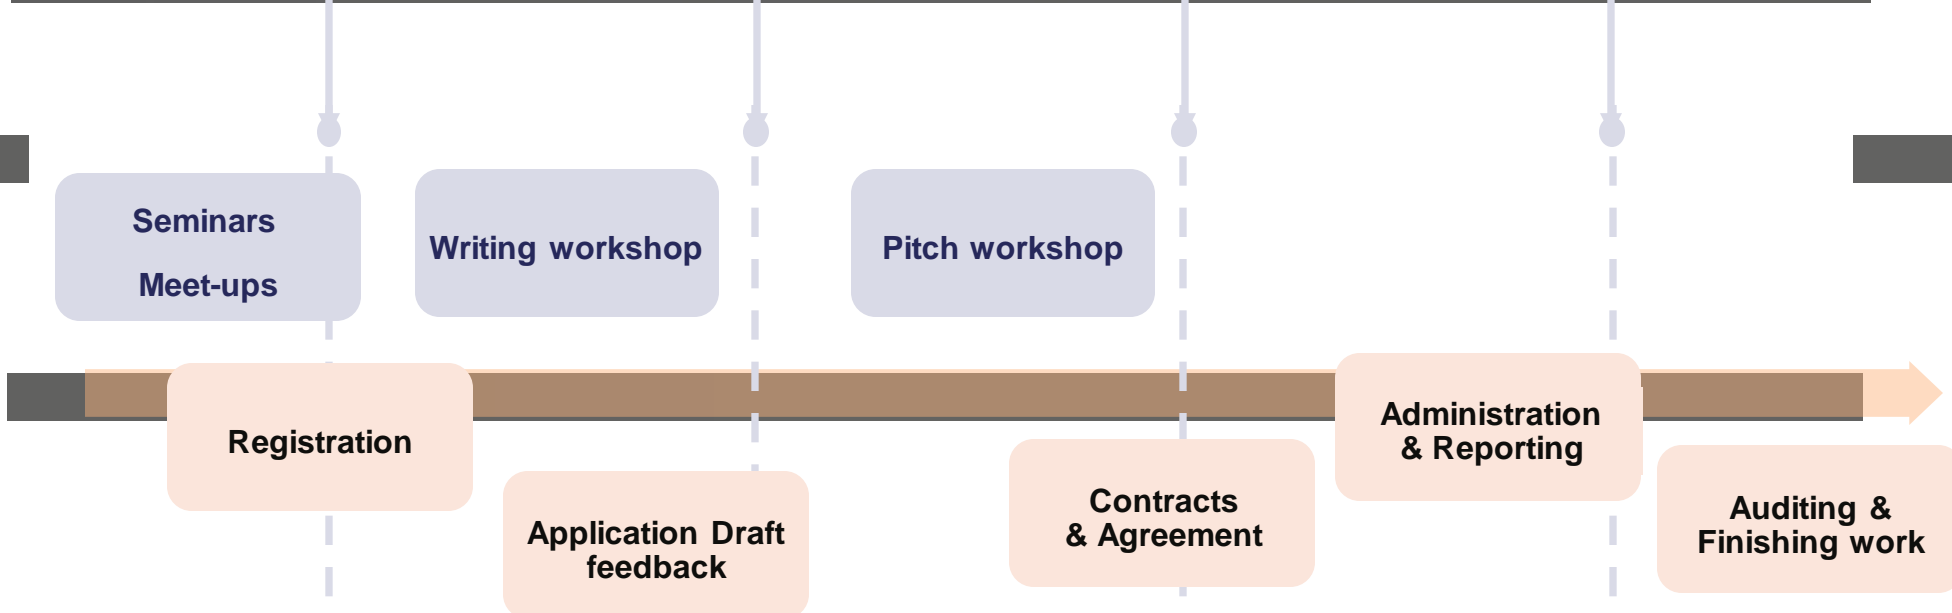 Seminars
Meet-ups
Writing workshop
Pitch workshop
Registration
Application Draft
feedback
Contracts
& Agreement
Administration
& Reporting
Auditing &
Finishing work